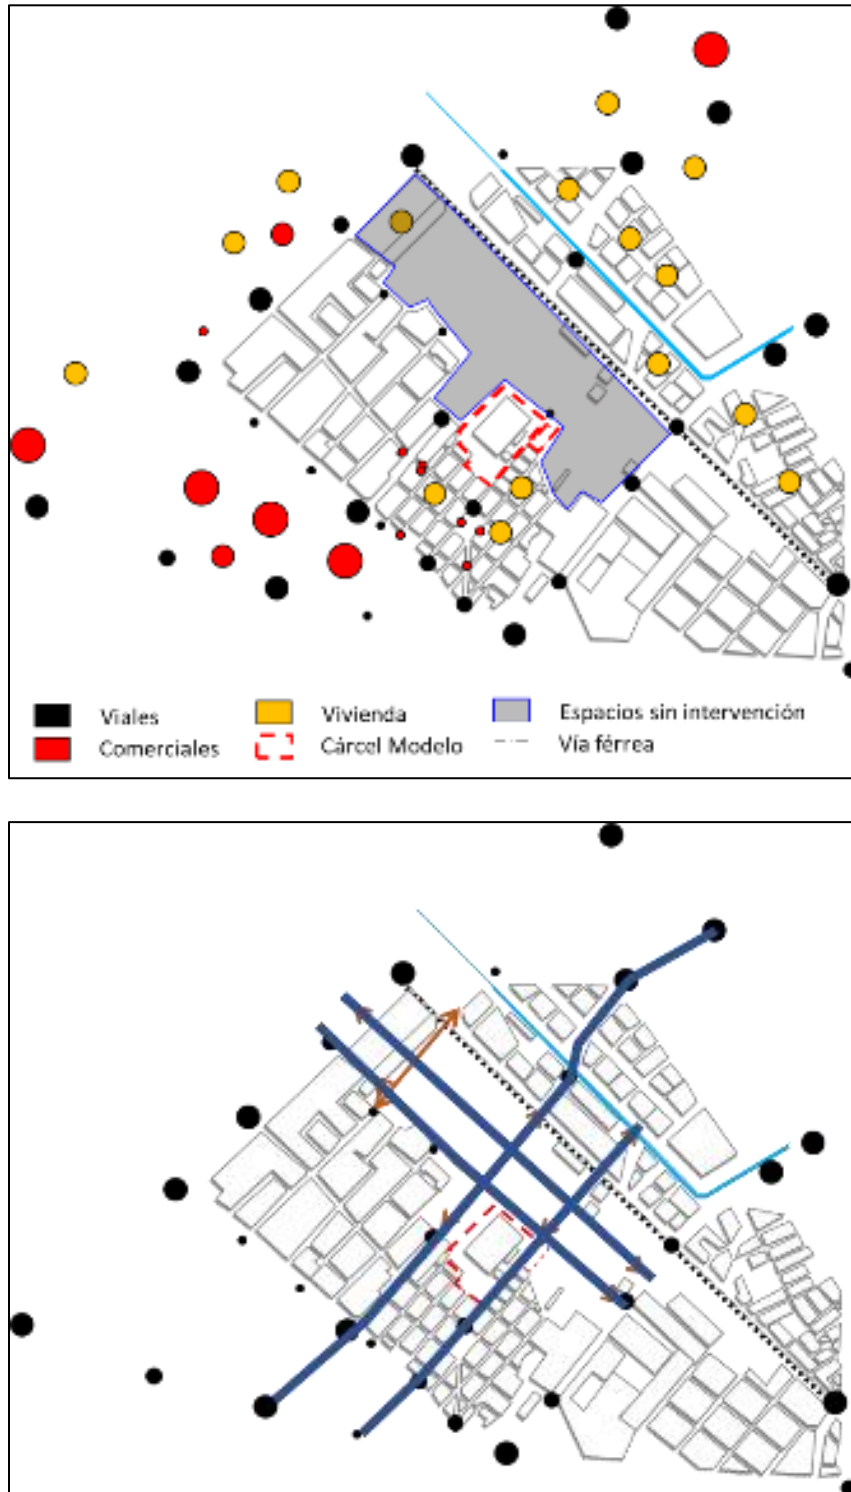 Viales
Vivienda
Espacios sin intervención
Comerciales
Cárcel Modelo
Vía férrea